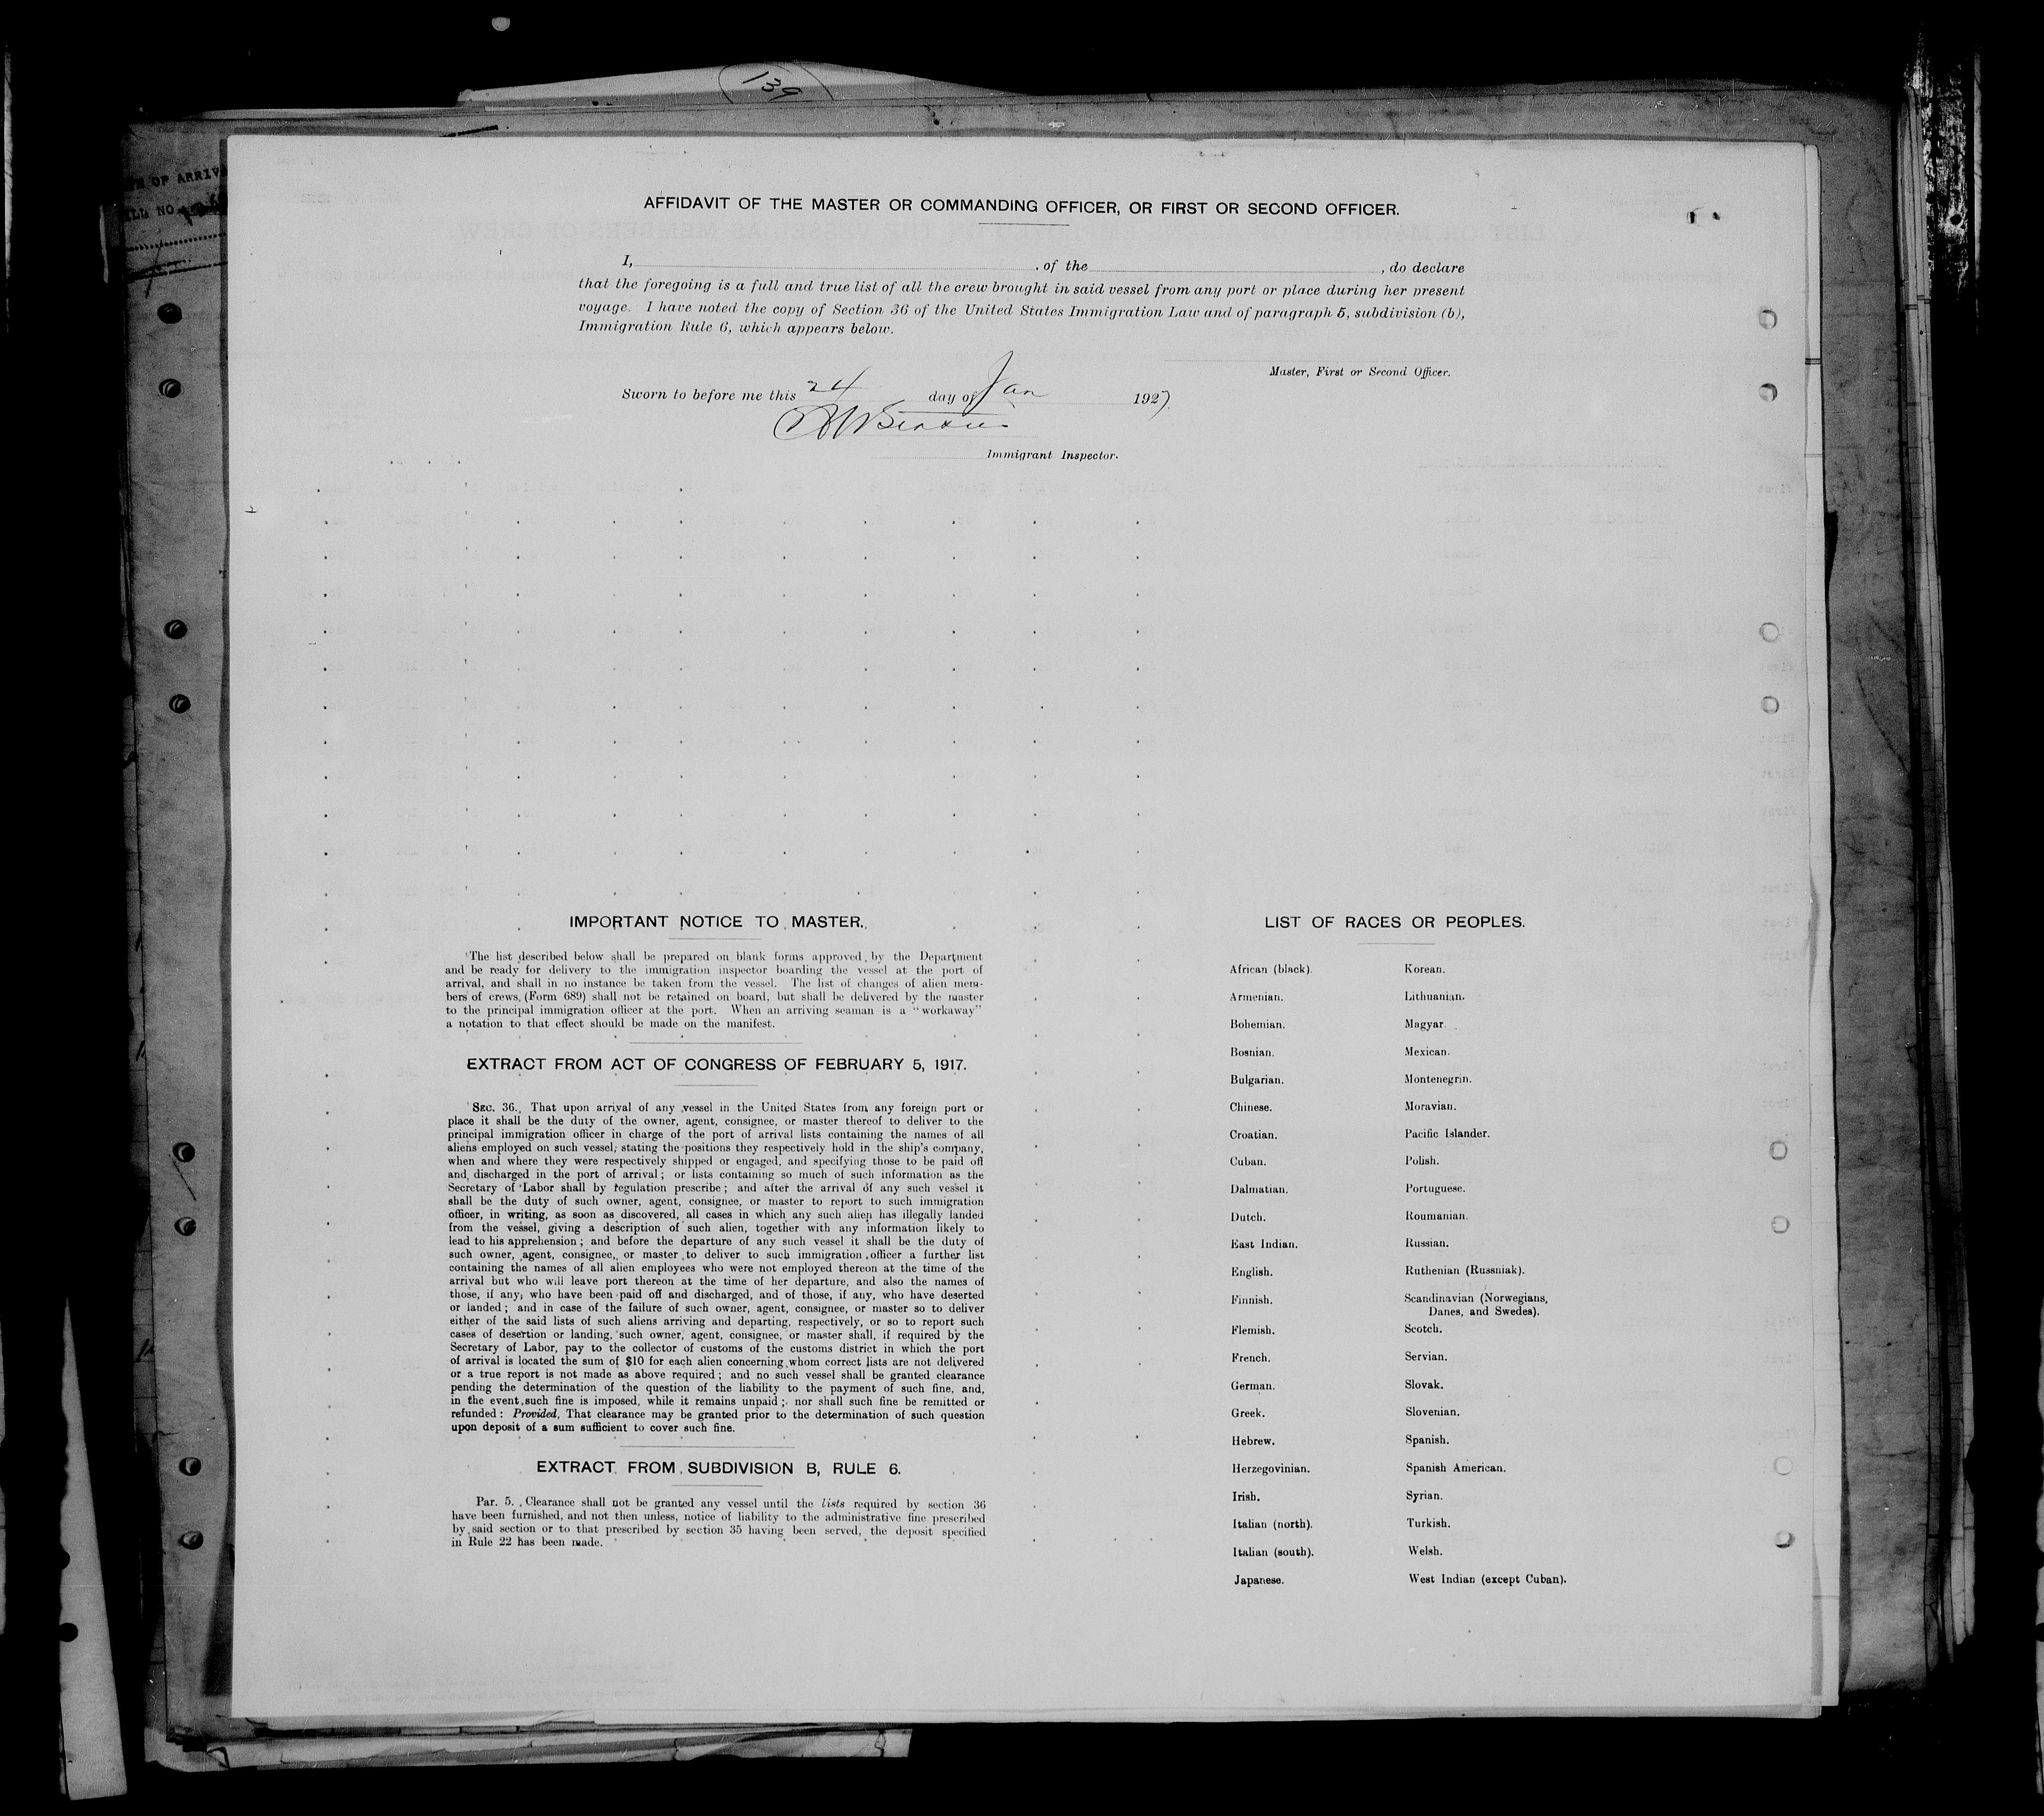 139
OF ARRIV
NO
AFFIDAVIT OF THE MASTER OR COMMANDING OFFICER, OR FIRST OR SECOND OFFICER.
I, , of the , do declare
that the foregoing is a full and true list of all the crew brought in said vessel from any port or place during her present
voyage. I have noted the copy of Section 36 of the United States Immigration Law and of paragraph 5, subdivision (b),
Immigration Rule 6, which appears below.
Master, First or Second Officer.
Sworn to before me this 24 day of Jan 1927
Immigrant Inspector.
IMPORTANT NOTICE TO MASTER.
The list described below shall be prepared on blank forms approved by the Department
and be ready for delivery to the immigration inspector boarding the vessel at the port of
arrival, and shall in no instance be taken from the vessel. The list of changes of alien mem-
bers of crews, (Form 689) shall not be retained on board, but shall be delivered by the master
to the principal immigration officer at the port. When an arriving seaman is a "workaway"
a notation to that effect should be made on the manifest.
EXTRACT FROM ACT OF CONGRESS OF FEBRUARY 5, 1917.
SEC. 36. That upon arrival of any vessel in the United States from any foreign port or
place it shall be the duty of the owner, agent, consignee, or master thereof to deliver to the
principal immigration officer in charge of the port of arrival lists containing the names of all
aliens employed on such vessel, stating the positions they respectively hold in the ship's company,
when and where they were respectively shipped or engaged, and specifying those to be paid off
and discharged in the port of arrival; or lists containing so much of such information as the
Secretary of Labor shall by regulation prescribe; and after the arrival of any such vessel it
shall be the duty of such owner, agent, consignee, or master to report to such immigration
officer, in writing, as soon as discovered, all cases in which any such alien has illegally landed
from the vessel, giving a description of such alien, together with any information likely to
lead to his apprehension; and before the departure of any such vessel it shall be the duty of
such owner, agent, consignee, or master to deliver to such immigration officer a further list
containing the names of all alien employees who were not employed thereon at the time of the
arrival but who will leave port thereon at the time of her departure, and also the names of
those, if any, who have been paid off and discharged, and of those, if any, who have deserted
or landed; and in case of the failure of such owner, agent, consignee, or master so to deliver
either of the said lists of such aliens arriving and departing, respectively, or so to report such
cases of desertion or landing, such owner, agent, consignee, or master shall, if required by the
Secretary of Labor, pay to the collector of customs of the customs district in which the port
of arrival is located the sum of $10 for each alien concerning whom correct lists are not delivered
or a true report is not made as above required; and no such vessel shall be granted clearance
pending the determination of the question of the liability to the payment of such fine, and,
in the event such fine is imposed, while it remains unpaid; nor shall such fine be remitted or
refunded: Provided, That clearance may be granted prior to the determination of such question
upon deposit of a sum sufficient to cover such fine.
EXTRACT FROM SUBDIVISION B, RULE 6.
Par. 5. Clearance shall not be granted any vessel until the lists required by section 36
have been furnished, and not then unless, notice of liability to the administrative fine prescribed
by said section or to that prescribed by section 35 having been served, the deposit specified
in Rule 22 has been made.
LIST OF RACES OR PEOPLES.
African (black).
Armenian.
Bohemian.
Bosnian.
Bulgarian.
Chinese.
Croatian.
Cuban.
Dalmatian.
Dutch.
East Indian.
English.
Finnish.
Flemish.
French.
German.
Greek.
Hebrew.
Herzegovinian.
Irish.
Italian (north).
Italian (south).
Japanese.
Korean.
Lithuanian.
Magyar.
Mexican.
Montenegrin.
Moravian.
Pacific Islander.
Polish.
Portuguese.
Roumanian.
Russian.
Ruthenian (Russniak).
Scandinavian (Norwegians,
Danes, and Swedes).
Scotch.
Servian.
Slovak.
Slovenian.
Spanish.
Spanish American.
Syrian.
Turkish.
Welsh.
West Indian (except Cuban).